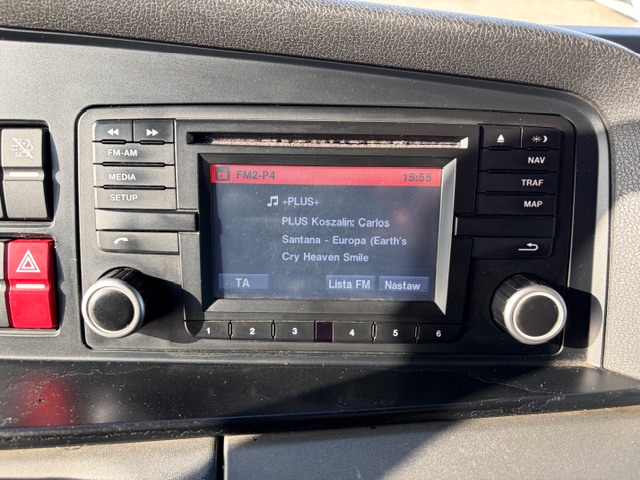 FM-AM
MEDIA
SETUP
FM2-P4 15:55
+PLUS+
PLUS Koszalin: Carlos
Santana - Europa (Earth's
Cry Heaven Smile
TA Lista FM Nastaw
NAV
TRAF
MAP
1 2 3 4 5 6